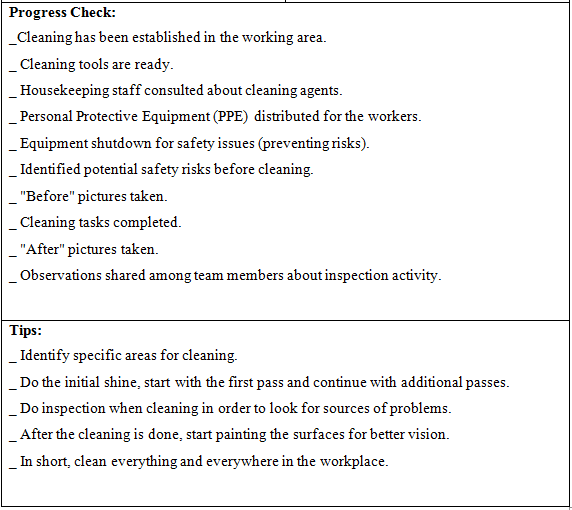 Progress Check:
_Cleaning has been established in the working area.
_ Cleaning tools are ready.
_ Housekeeping staff consulted about cleaning agents.
_ Personal Protective Equipment (PPE) distributed for the workers.
_ Equipment shutdown for safety issues (preventing risks).
_ Identified potential safety risks before cleaning.
_ "Before" pictures taken.
_ Cleaning tasks completed.
_ "After" pictures taken.
_ Observations shared among team members about inspection activity.
Tips:
_ Identify specific areas for cleaning.
_ Do the initial shine, start with the first pass and continue with additional passes.
_ Do inspection when cleaning in order to look for sources of problems.
_ After the cleaning is done, start painting the surfaces for better vision.
_ In short, clean everything and everywhere in the workplace.